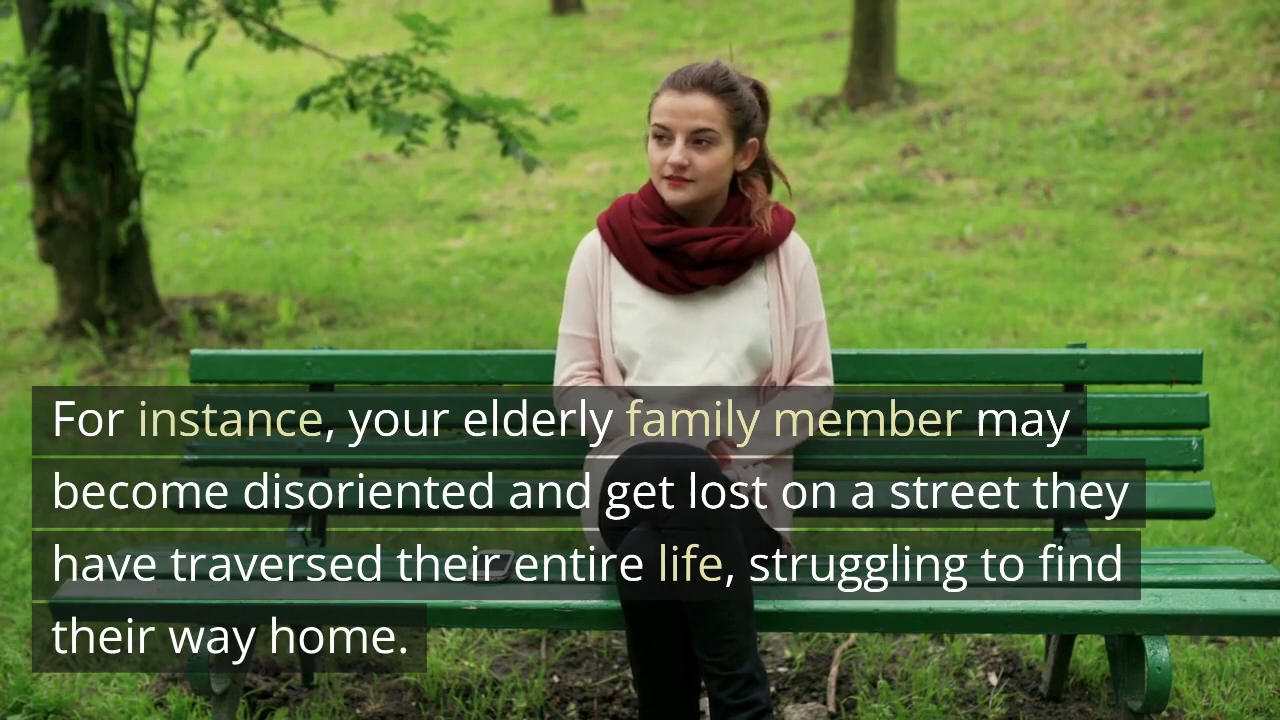 For instance, your elderly family member may
become disoriented and get lost on a street they
have traversed their entire life, struggling to find
their way home.